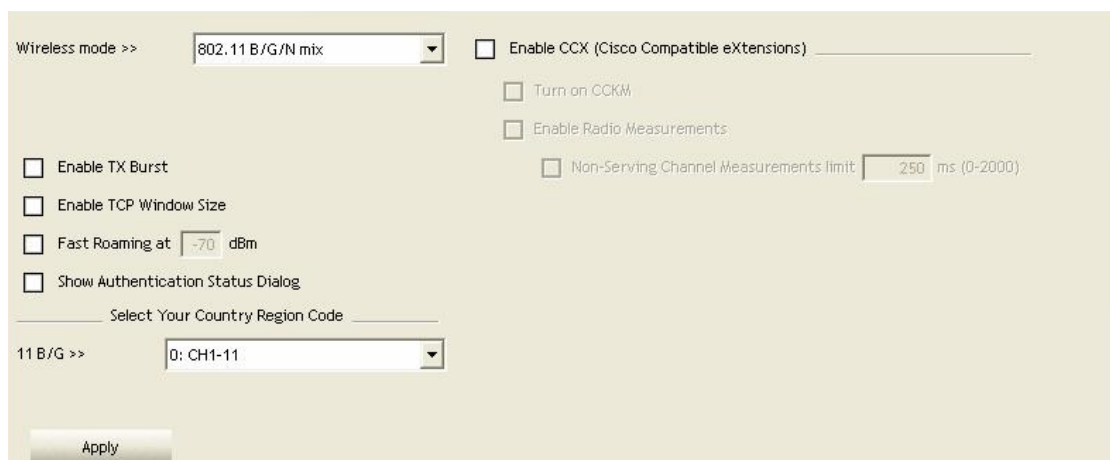 Wireless mode >> 802.11 B/G/N mix
Enable TX Burst
Enable TCP Window Size
Fast Roaming at -70 dBm
Show Authentication Status Dialog
Select Your Country Region Code
11 B/G >> 0: CH1-11
Apply
Enable CCX (Cisco Compatible eXtensions)
Turn on CCKM
Enable Radio Measurements
Non-Serving Channel Measurements limit 250 ms (0-2000)